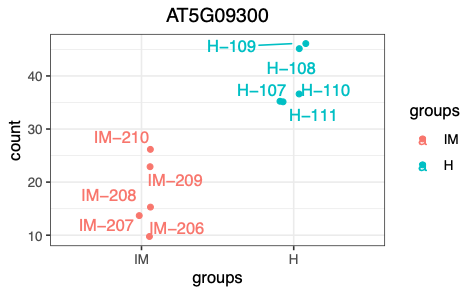 AT5G09300
count
40
30
20
10
H−109
H−108
H−107
H−110
H−111
IM−210
IM−209
IM−208
IM−207
IM−206
IM
H
groups
groups
a IM
a H